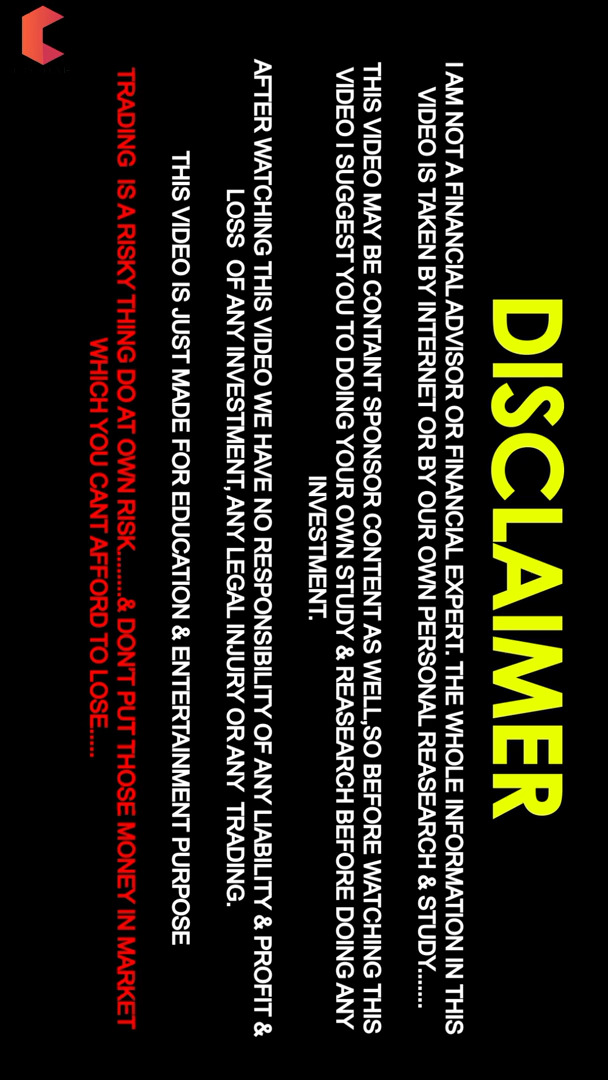 DISCLAIMER
I AM NOT A FINANCIAL ADVISOR OR FINANCIAL EXPERT. THE WHOLE INFORMATION IN THIS
VIDEO IS TAKEN BY INTERNET OR BY OUR OWN PERSONAL REASEARCH & STUDY.......
THIS VIDEO MAY BE CONTAINT SPONSOR CONTENT AS WELL,SO BEFORE WATCHING THIS
VIDEO I SUGGEST YOU TO DOING YOUR OWN STUDY & REASEARCH BEFORE DOING ANY
INVESTMENT.
AFTER WATCHING THIS VIDEO WE HAVE NO RESPONSIBILITY OF ANY LIABILITY & PROFIT &
LOSS OF ANY INVESTMENT, ANY LEGAL INJURY OR ANY TRADING.
THIS VIDEO IS JUST MADE FOR EDUCATION & ENTERTAINMENT PURPOSE
TRADING IS A RISKY THING DO AT OWN RISK.........& DON'T PUT THOSE MONEY IN MARKET
WHICH YOU CANT AFFORD TO LOSE.....